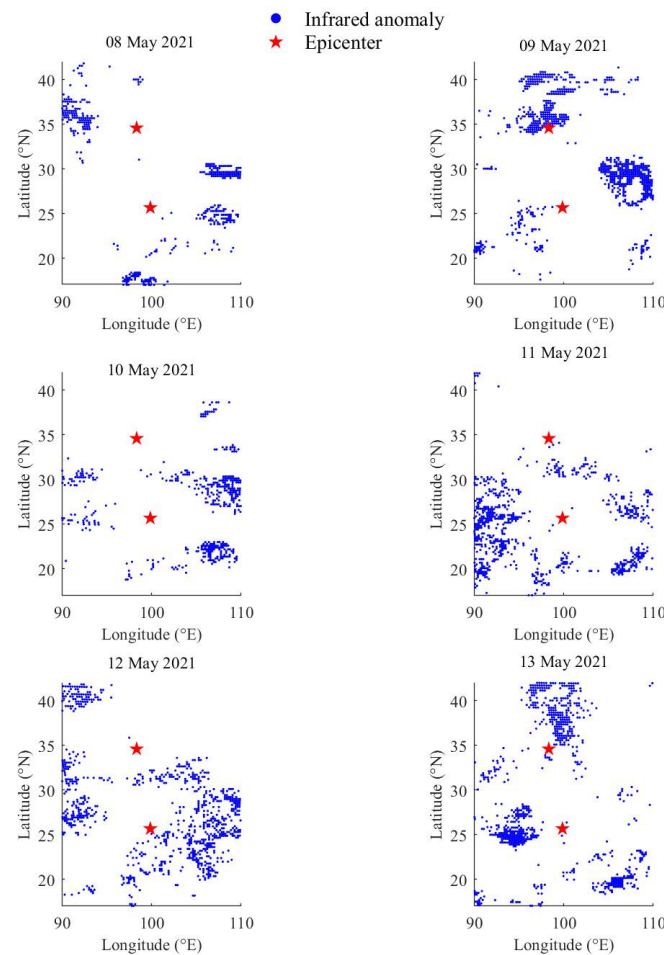 Infrared anomaly
Epicenter
08 May 2021
09 May 2021
40
35
30
25
20
Latitude (°N)
90 100 110
Longitude (°E)
40
35
30
25
20
Latitude (°N)
90 100 110
Longitude (°E)
10 May 2021
11 May 2021
40
35
30
25
20
Latitude (°N)
90 100 110
Longitude (°E)
40
35
30
25
20
Latitude (°N)
90 100 110
Longitude (°E)
12 May 2021
13 May 2021
40
35
30
25
20
Latitude (°N)
90 100 110
Longitude (°E)
40
35
30
25
20
Latitude (°N)
90 100 110
Longitude (°E)